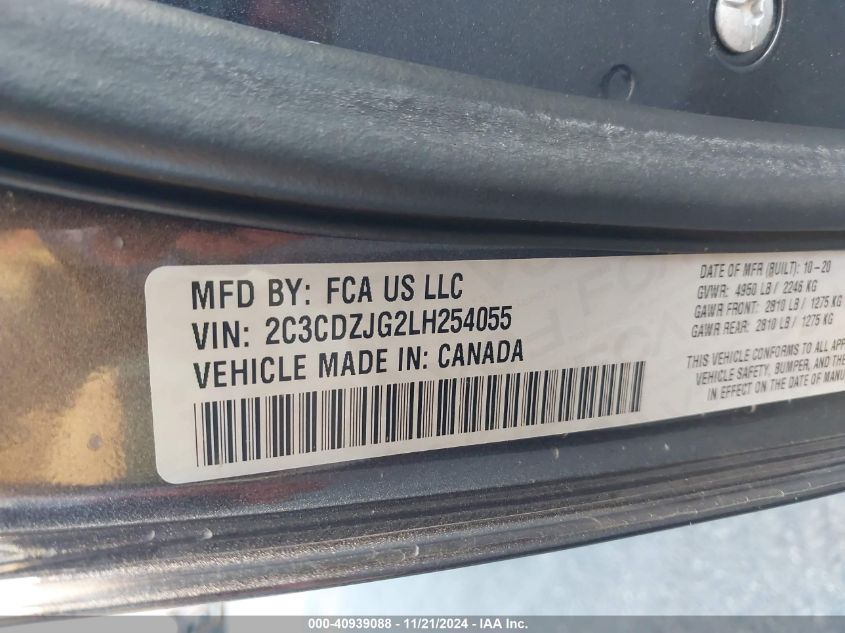 MFD BY: FCA US LLC
VIN: 2C3CDZJG2LH254055
VEHICLE MADE IN: CANADA
DATE OF MFR (BUILT): 10-20
GVWR: 4950 LB / 2246 KG
GAWR FRONT: 2810 LB / 1275 KG
GAWR REAR: 2810 LB / 1275 KG
THIS VEHICLE CONFORMS TO ALL APP
VEHICLE SAFETY, BUMPER, AND THE
IN EFFECT ON THE DATE OF MANU
000-40939088 - 11/21/2024 - IAA Inc.